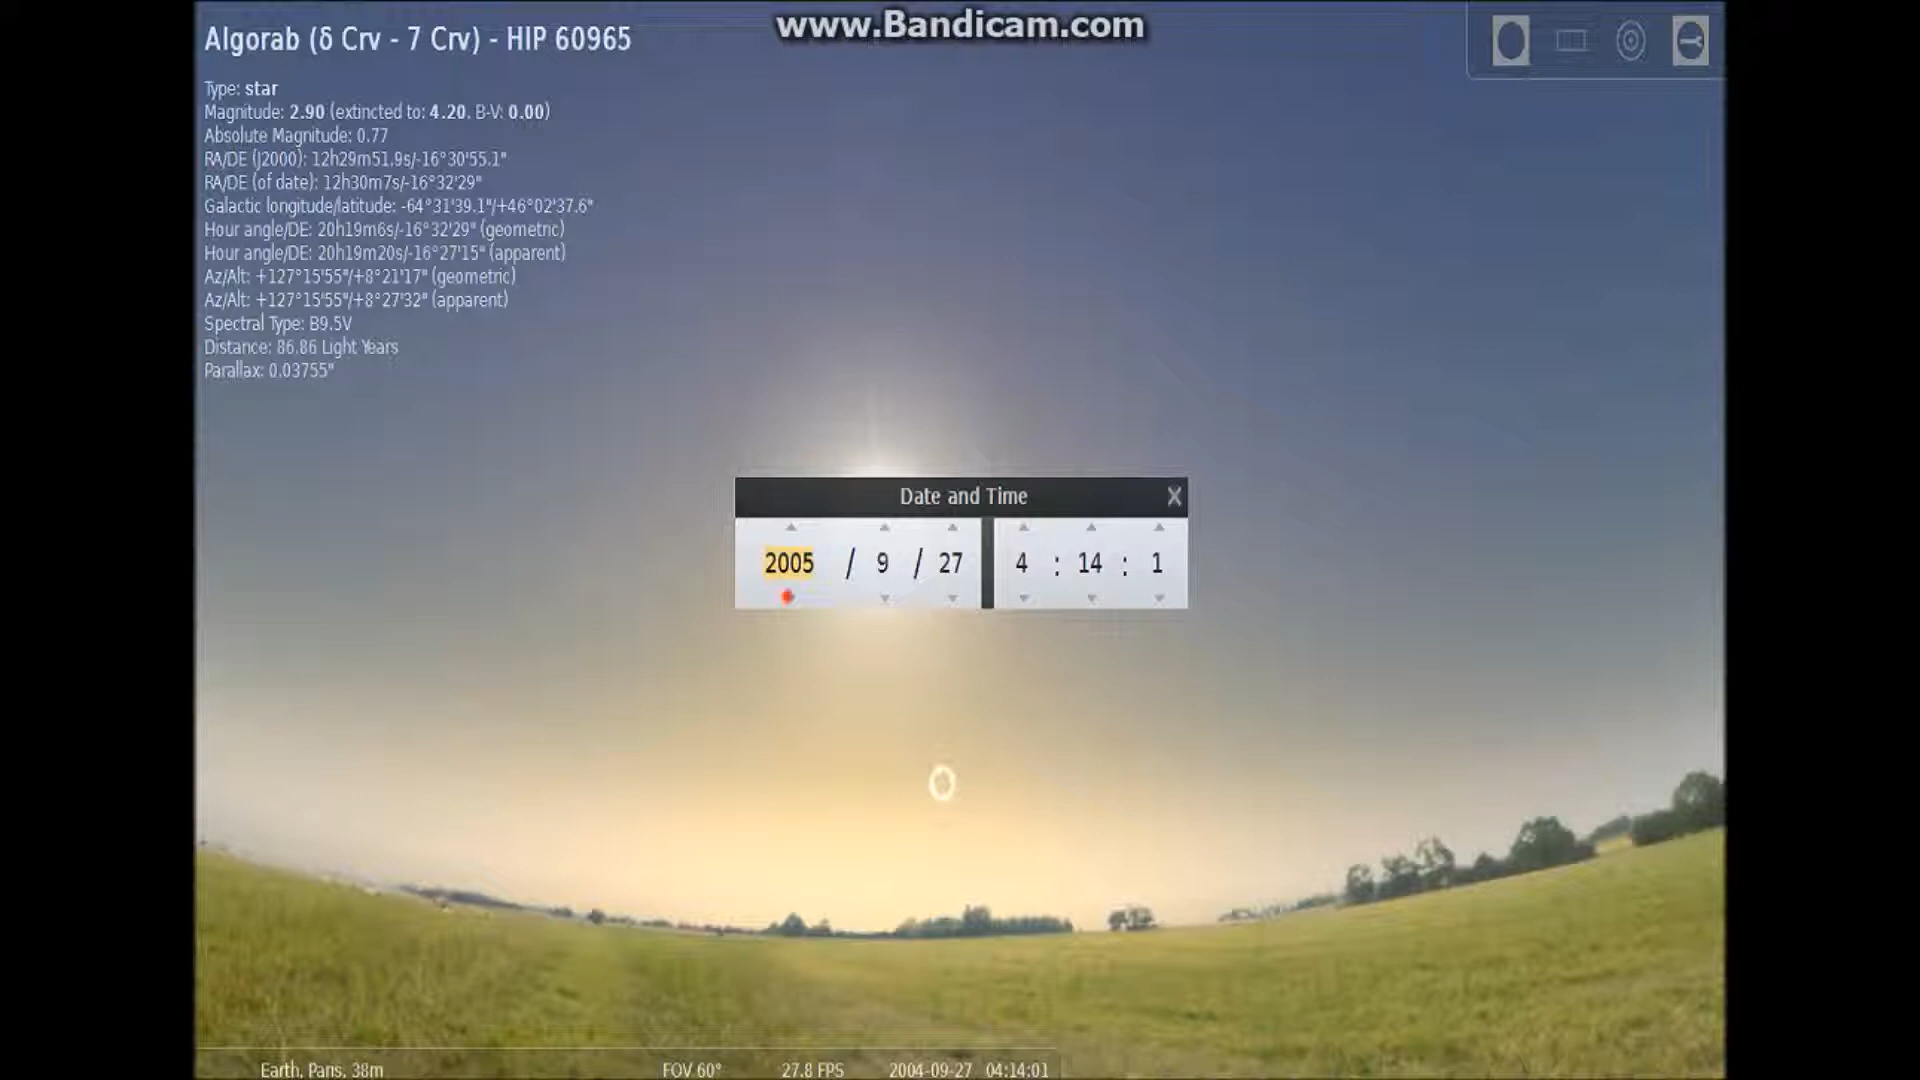 www.Bandicam.com
Algorab (δ Crv - 7 Crv) - HIP 60965
Type: star
Magnitude: 2.90 (extincted to: 4.20. B-V: 0.00)
Absolute Magnitude: 0.77
RA/DE (J2000): 12h29m51.9s/-16°30'55.1"
RA/DE (of date): 12h30m7s/-16°32'29"
Galactic longitude/latitude: -64°31'39.1"/+46°02'37.6"
Hour angle/DE: 20h19m6s/-16°32'29" (geometric)
Hour angle/DE: 20h19m20s/-16°27'15" (apparent)
Az/Alt: +127°15'55"/+8°21'17" (geometric)
Az/Alt: +127°15'55"/+8°27'32" (apparent)
Spectral Type: B9.5V
Distance: 86.86 Light Years
Parallax: 0.03755"
Date and Time X
2005 / 9 / 27 4 : 14 : 1
Earth, Paris, 38m FOV 60° 27.8 FPS 2004-09-27 04:14:01